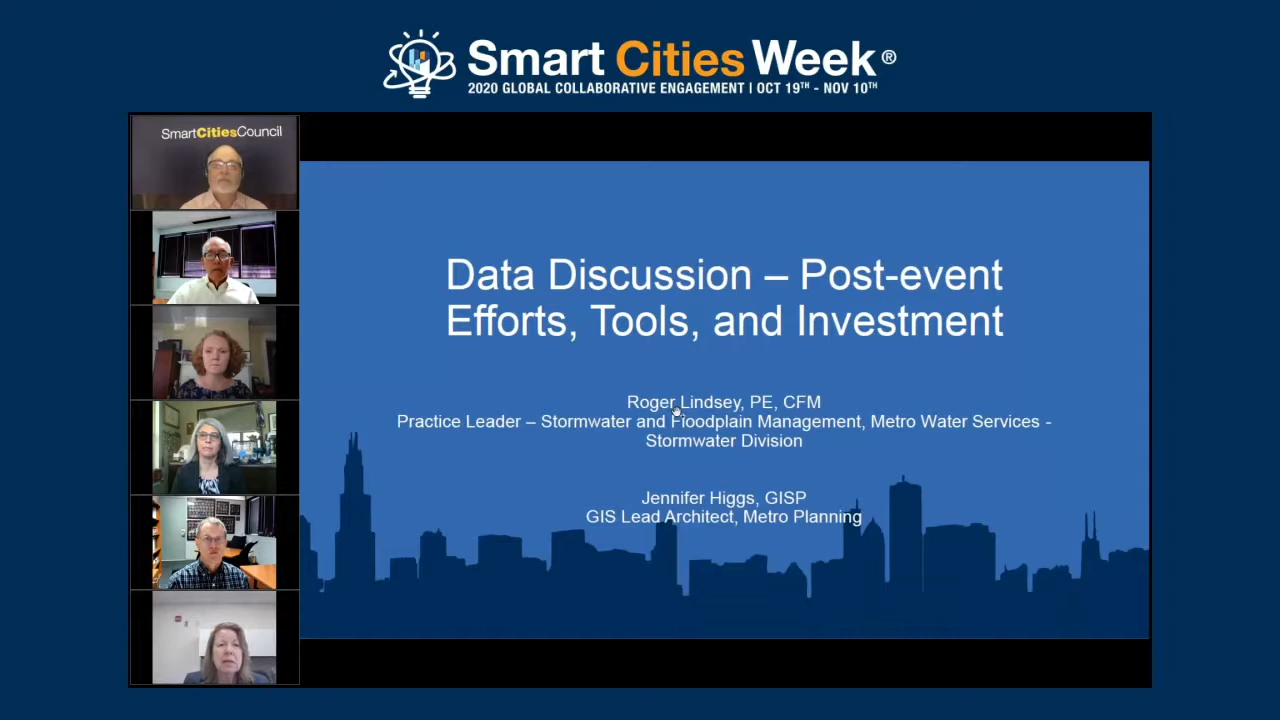 Smart Cities Week®
2020 GLOBAL COLLABORATIVE ENGAGEMENT | OCT 19TH - NOV 10TH
SmartCitiesCouncil
Data Discussion – Post-event
Efforts, Tools, and Investment
Roger Lindsey, PE, CFM
Practice Leader – Stormwater and Floodplain Management, Metro Water Services -
Stormwater Division
Jennifer Higgs, GISP
GIS Lead Architect, Metro Planning